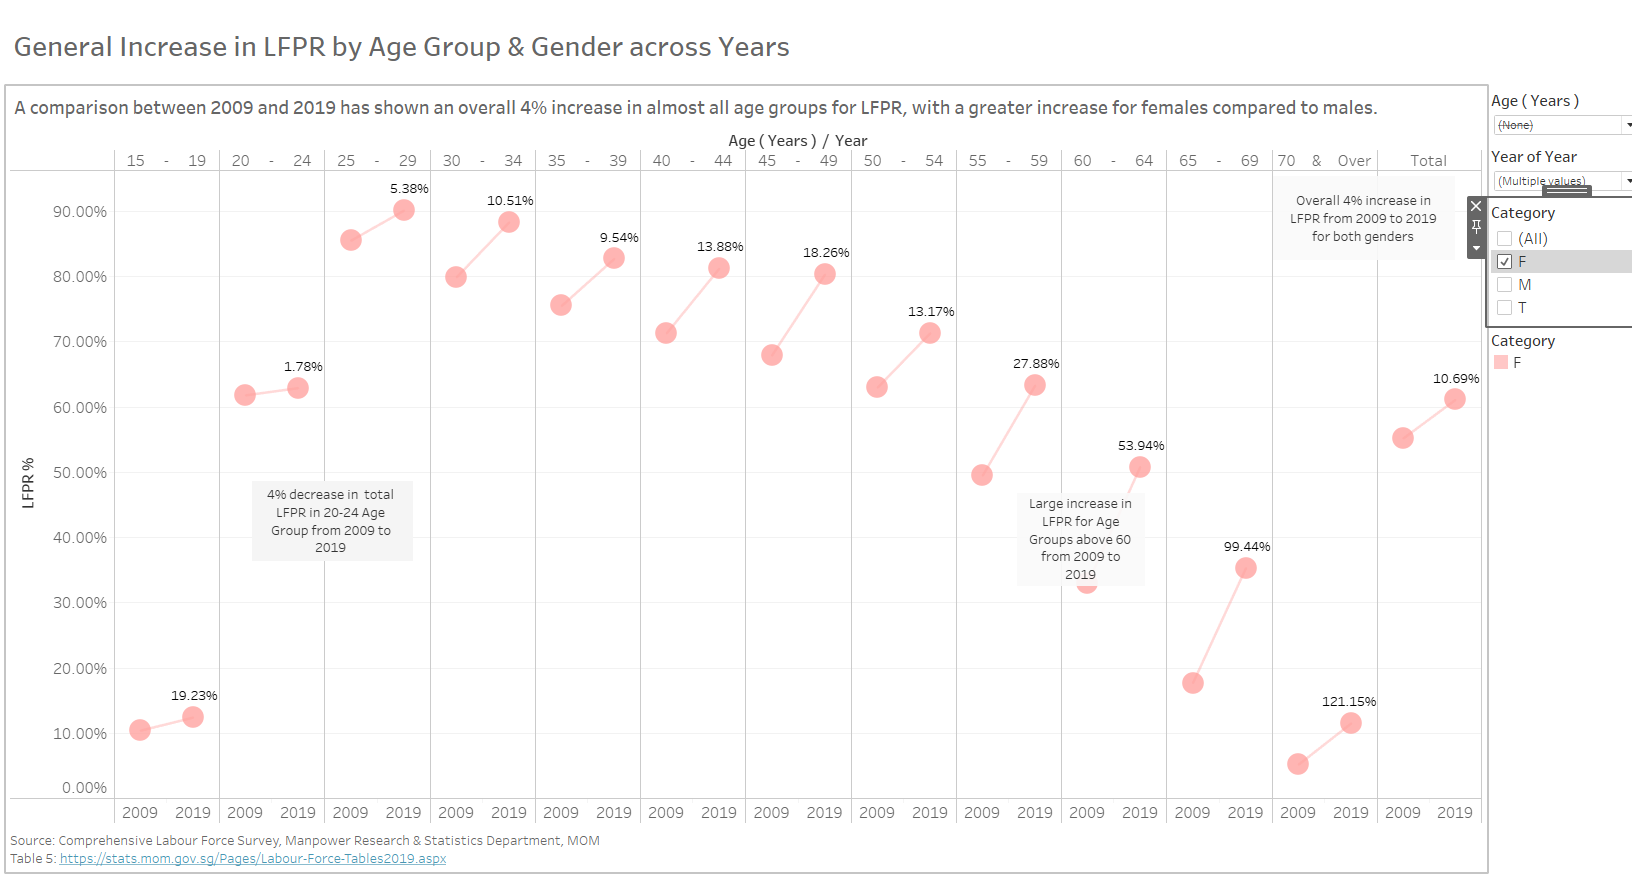 General Increase in LFPR by Age Group & Gender across Years
A comparison between 2009 and 2019 has shown an overall 4% increase in almost all age groups for LFPR, with a greater increase for females compared to males.
Age ( Years ) / Year
15 - 19 20 - 24 25 - 29 30 - 34 35 - 39 40 - 44 45 - 49 50 - 54 55 - 59 60 - 64 65 - 69 70 & Over Total
LFPR %
90.00%
80.00%
70.00%
60.00%
50.00%
40.00%
30.00%
20.00%
10.00%
0.00%
19.23%
1.78%
5.38%
10.51%
9.54%
13.88%
18.26%
13.17%
27.88%
53.94%
99.44%
121.15%
10.69%
4% decrease in total
LFPR in 20-24 Age
Group from 2009 to
2019
Large increase in
LFPR for Age
Groups above 60
from 2009 to
2019
Overall 4% increase in
LFPR from 2009 to 2019
for both genders
2009 2019 2009 2019 2009 2019 2009 2019 2009 2019 2009 2019 2009 2019 2009 2019 2009 2019 2009 2019 2009 2019 2009 2019 2009 2019
Source: Comprehensive Labour Force Survey, Manpower Research & Statistics Department, MOM
Table 5: https://stats.mom.gov.sg/Pages/Labour-Force-Tables2019.aspx
Age ( Years )
(None)
Year of Year
(Multiple values)
Category
(All)
F
M
T
Category
F